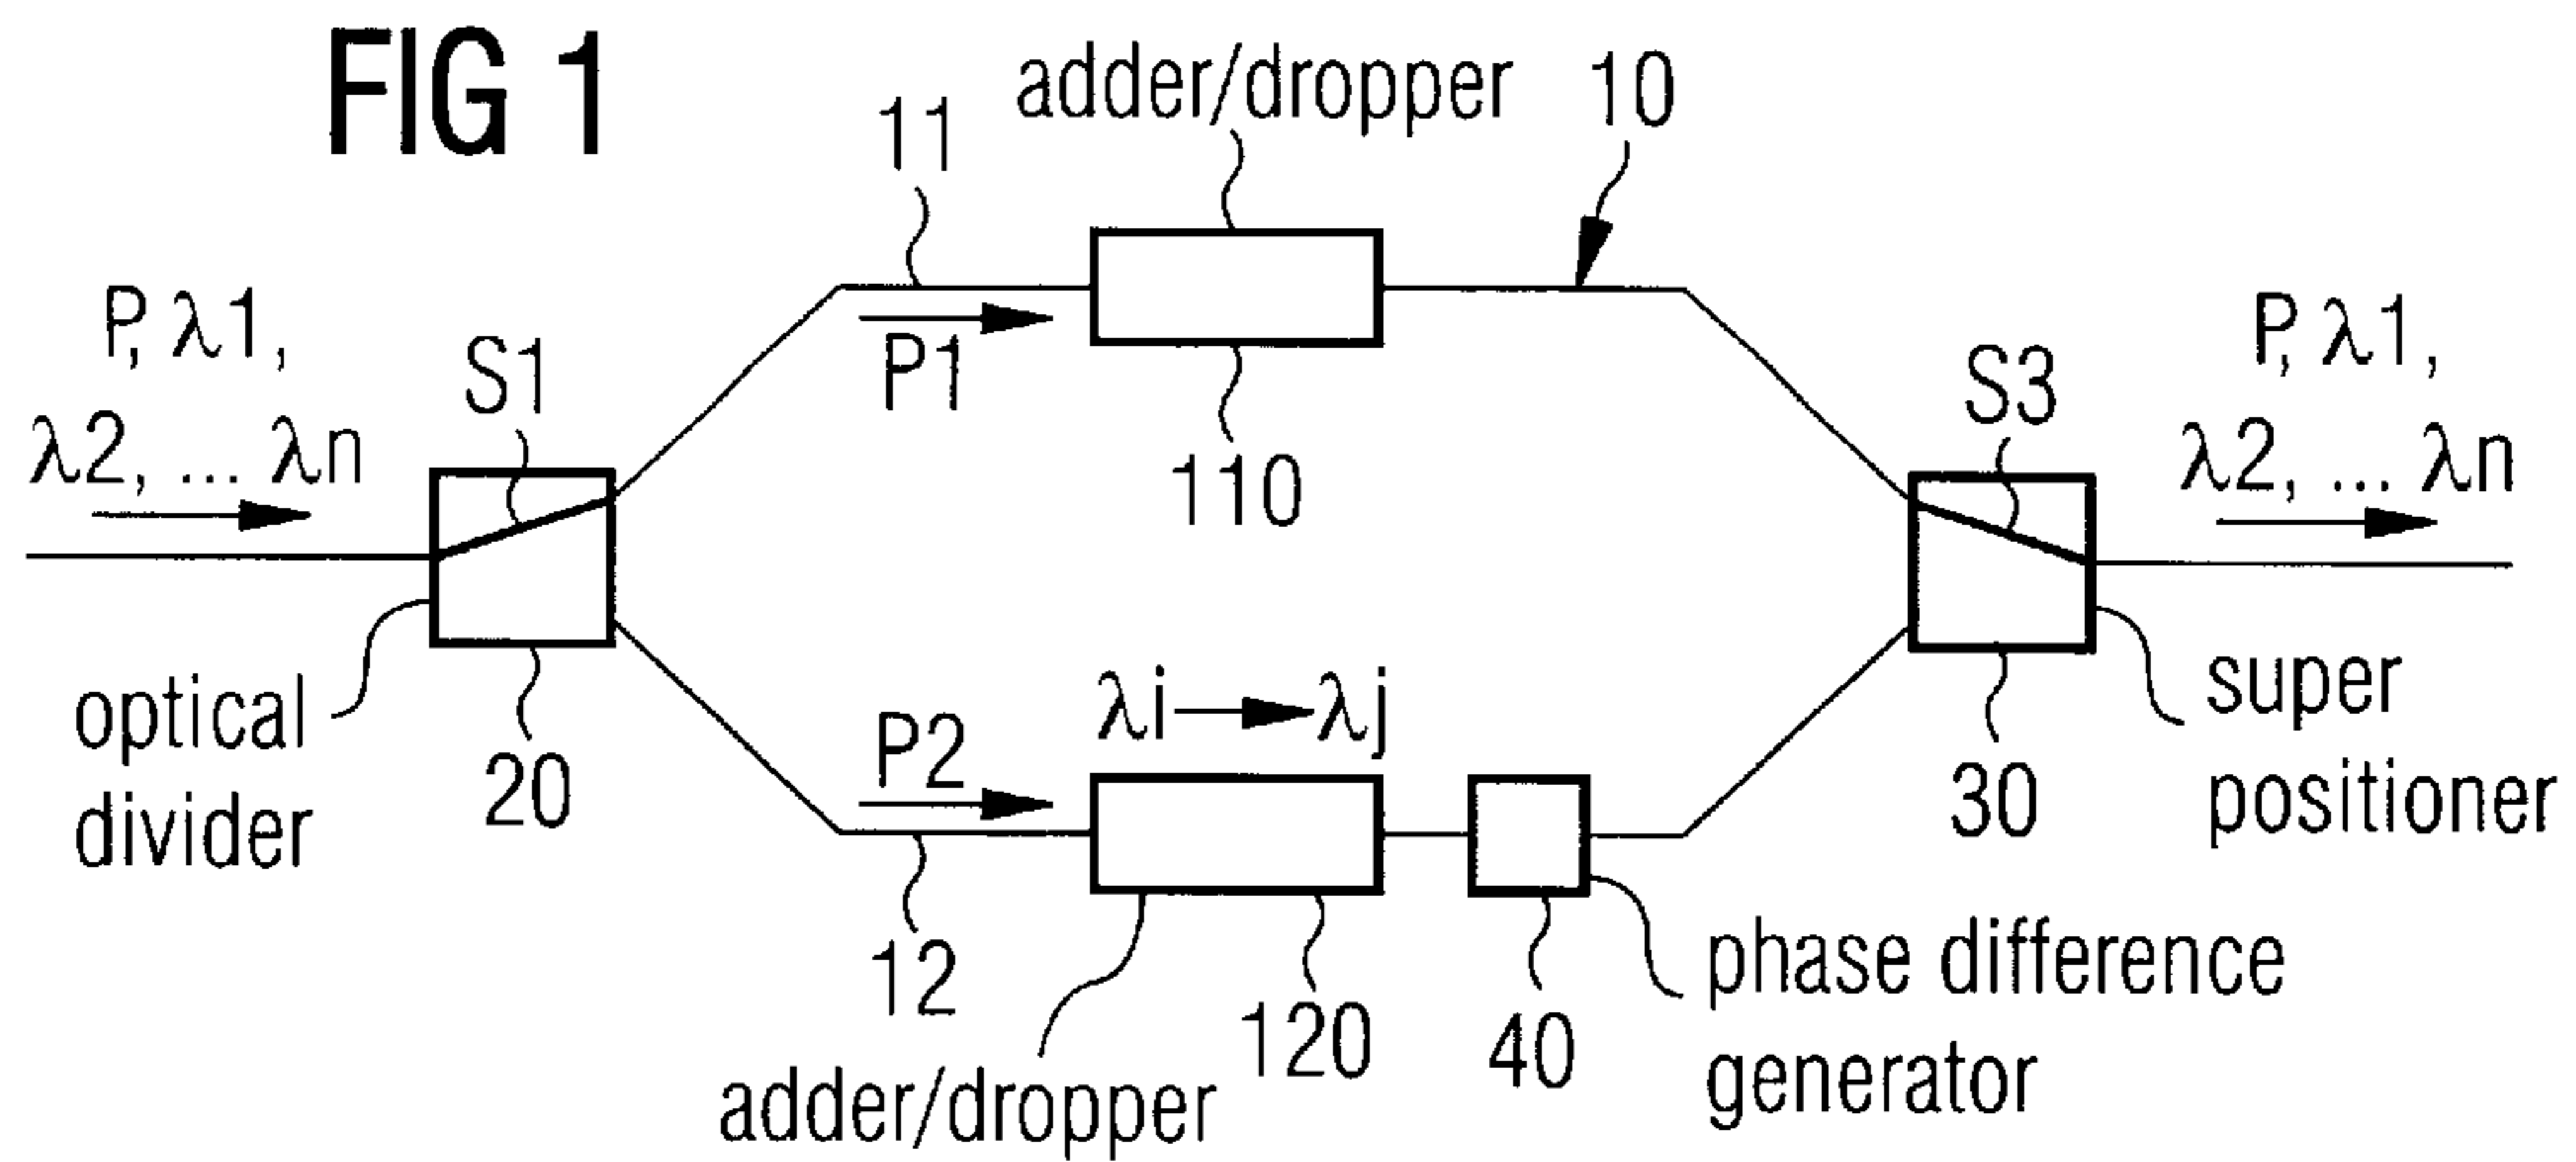 FIG 1
adder/dropper
10
11
P, λ1,
λ2, ... λn
S1
P1
110
S3
P, λ1,
λ2, ... λn
optical
divider
20
P2
λi → λj
12
adder/dropper
120
40
phase difference
generator
30
super
positioner